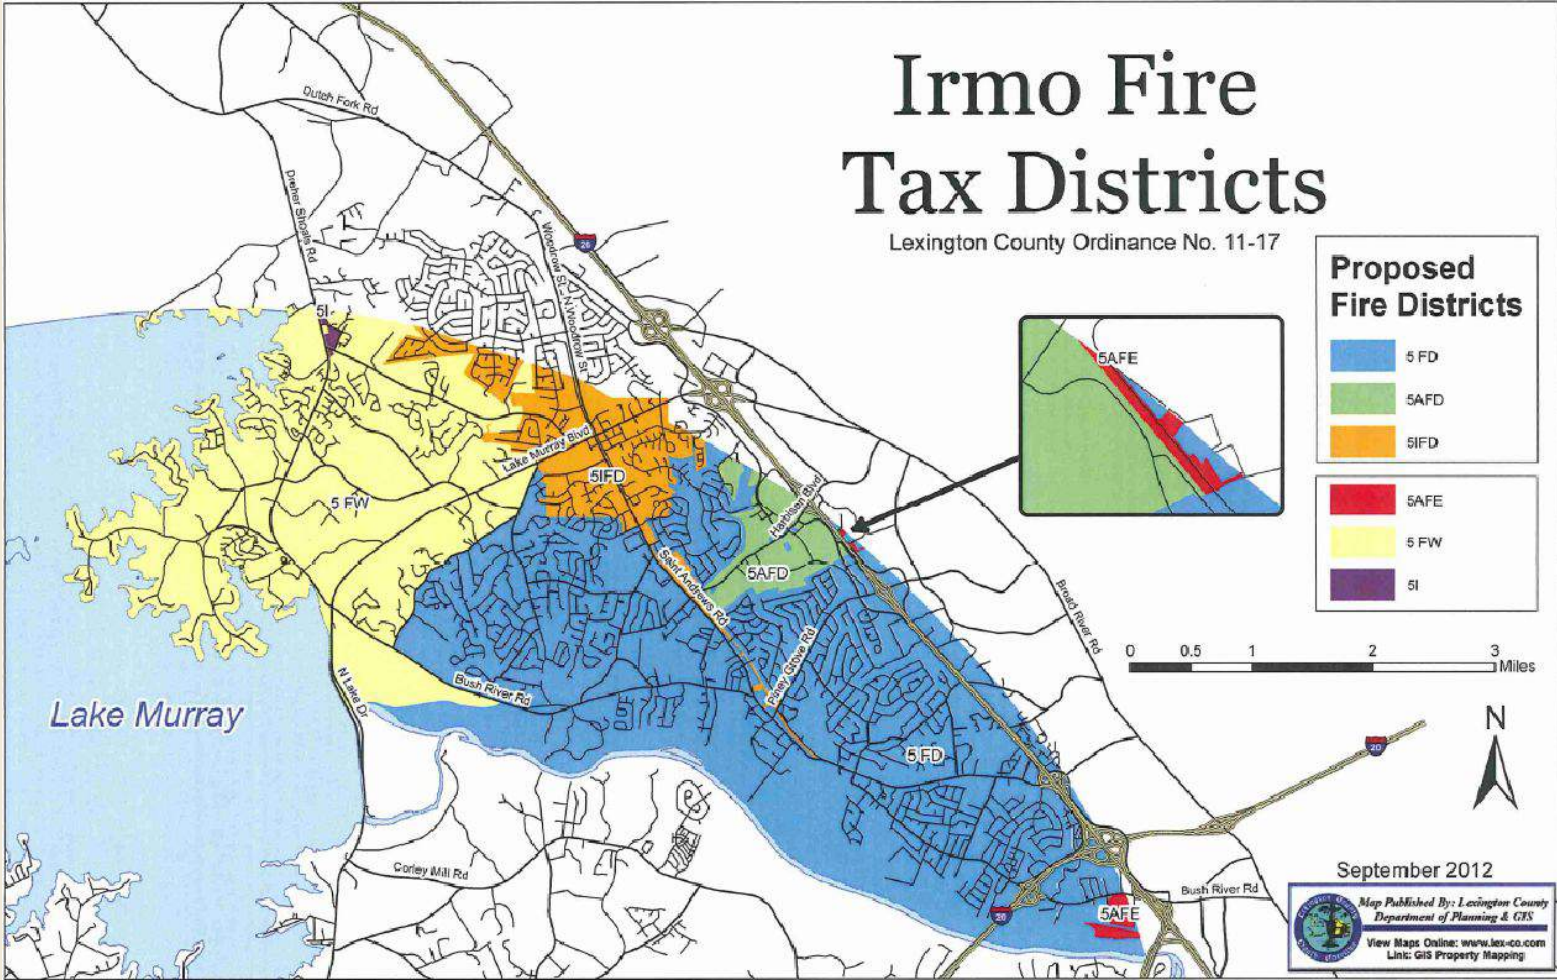 Irmo Fire
Tax Districts
Lexington County Ordinance No. 11-17
Proposed
Fire Districts
5 FD
5AFD
5IFD
5AFE
5 FW
5I
5AFE
0 0.5 1 2 3
Miles
N
Dutch Fork Rd
Dreher Shoals Rd
Woodrow St - N Woodrow St
26
5I
Lake Murray Blvd
5IFD
5 FW
Harbison Blvd
5AFD
Saint Andrews Rd
Piney Grove Rd
Broad River Rd
N Lake Dr
Bush River Rd
Lake Murray
5 FD
20
Corley Mill Rd
20
5AFE
Bush River Rd
September 2012
Map Published By: Lexington County
Department of Planning & GIS
View Maps Online: www.lex-co.com
Link: GIS Property Mapping